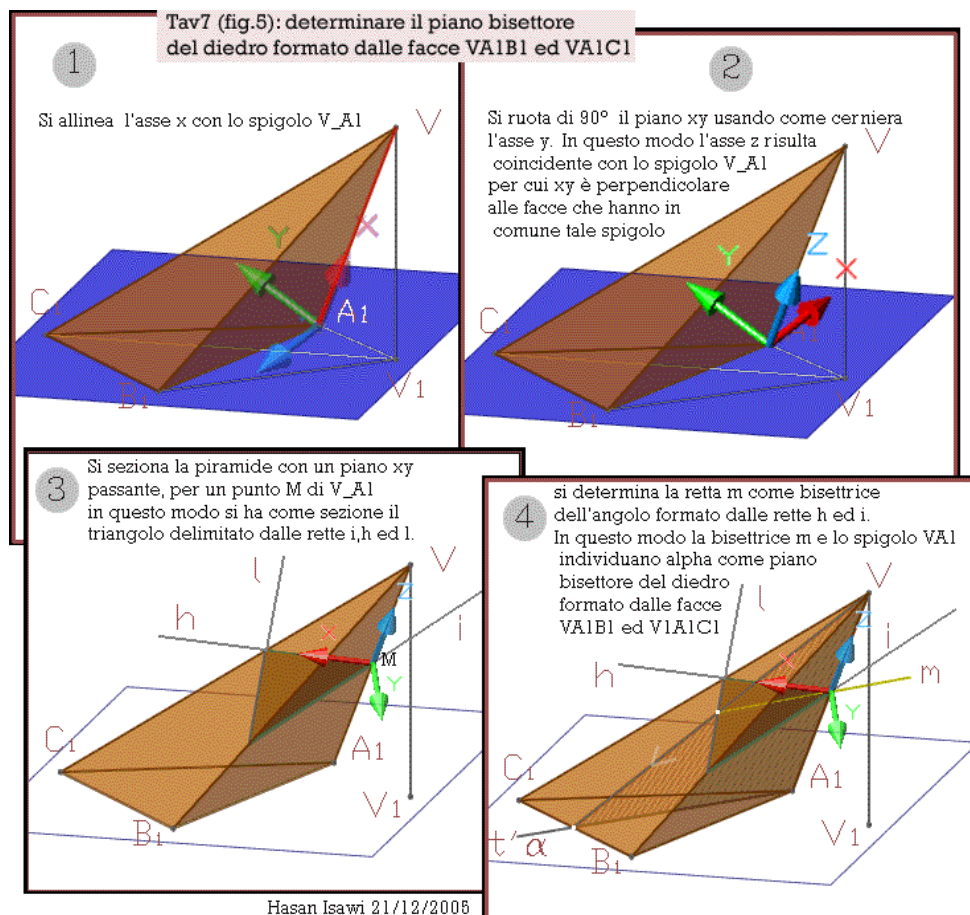 Tav7 (fig.5): determinare il piano bisettore
del diedro formato dalle facce VA1B1 ed VA1C1
1
Si allinea l'asse x con lo spigolo V_A1
V
X
Y
C1
A1
B1
V1
2
Si ruota di 90° il piano xy usando come cerniera
l'asse y. In questo modo l'asse z risulta
coincidente con lo spigolo V_A1
per cui xy è perpendicolare
alle facce che hanno in
comune tale spigolo
V
Y
Z
X
C1
B1
V1
3
Si seziona la piramide con un piano xy
passante, per un punto M di V_A1
in questo modo si ha come sezione il
triangolo delimitato dalle rette i,h ed l.
l
V
h
Z
i
X
M
Y
C1
A1
V1
B1
4
si determina la retta m come bisettrice
dell'angolo formato dalle rette h ed i.
In questo modo la bisettrice m e lo spigolo VA1
individuano alpha come piano
bisettore del diedro
formato dalle facce
VA1B1 ed V1A1C1
V
l
Z
i
h
X
m
Y
C1
A1
V1
t'α
B1
Hasan Isawi 21/12/2005